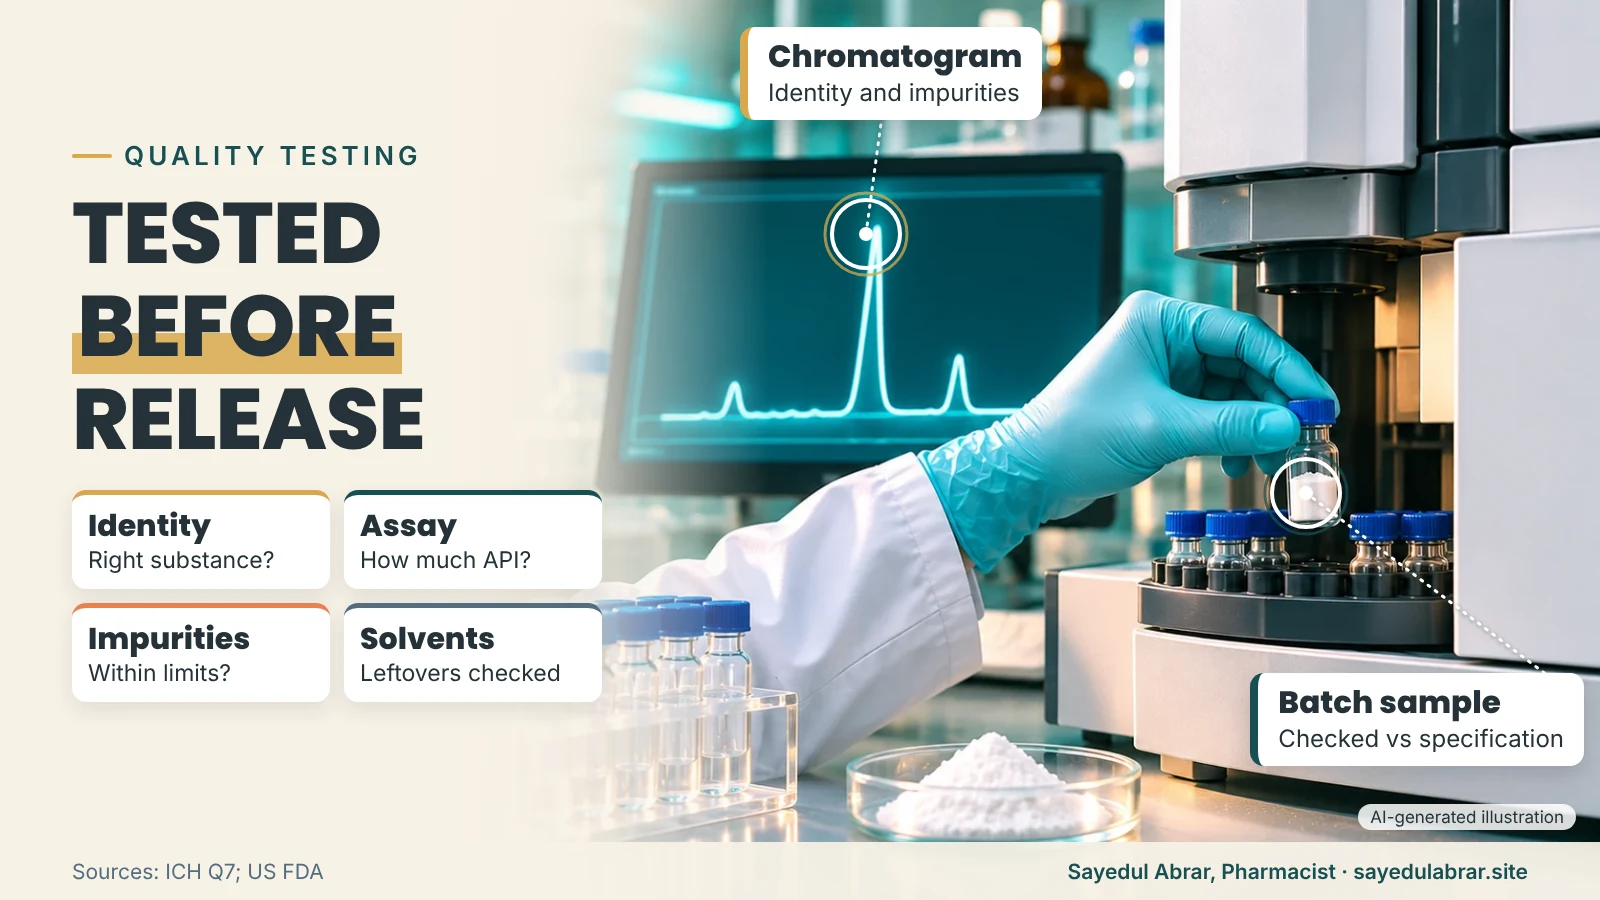 QUALITY TESTING
TESTED
BEFORE
RELEASE
Identity
Right substance?
Assay
How much API?
Impurities
Within limits?
Solvents
Leftovers checked
Chromatogram
Identity and impurities
Batch sample
Checked vs specification
AI-generated illustration
Sources: ICH Q7; US FDA
Sayedul Abrar, Pharmacist · sayedulabrar.site